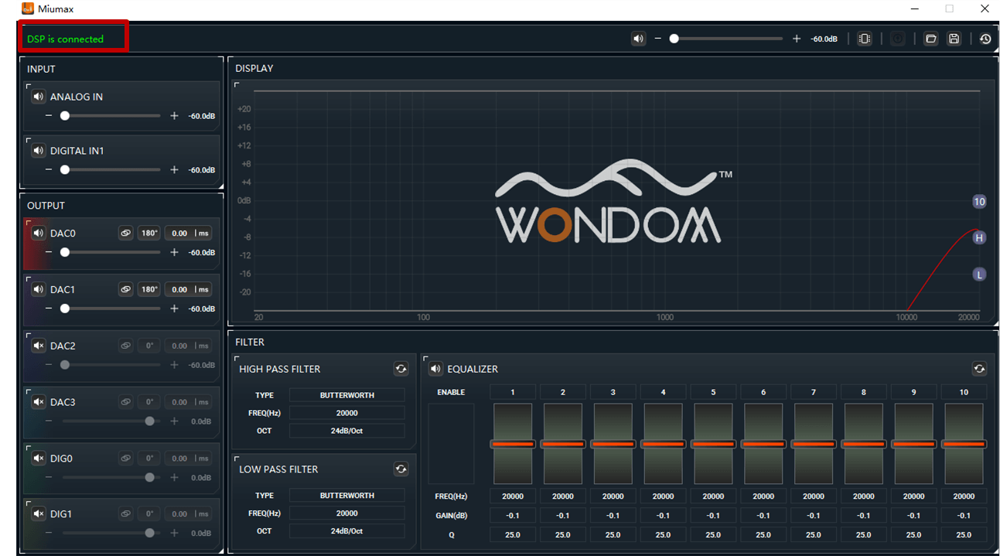 Miumax
DSP is connected
-60.0dB
INPUT
ANALOG IN
-60.0dB
DIGITAL IN1
-60.0dB
OUTPUT
DAC0 180° 0.00 ms
-60.0dB
DAC1 180° 0.00 ms
-60.0dB
DAC2 0° 0.00 ms
-60.0dB
DAC3 0° 0.00 ms
0.0dB
DIG0 0° 0.00 ms
0.0dB
DIG1 0° 0.00 ms
0.0dB
DISPLAY
+20
+16
+12
+8
+4
0dB
-4
-8
-12
-16
-20
20 100 1000 10000 20000
WONDOM™
10
H
L
FILTER
HIGH PASS FILTER
TYPE BUTTERWORTH
FREQ(Hz) 20000
OCT 24dB/Oct
LOW PASS FILTER
TYPE BUTTERWORTH
FREQ(Hz) 20000
OCT 24dB/Oct
EQUALIZER
ENABLE 1 2 3 4 5 6 7 8 9 10
FREQ(Hz) 20000 20000 20000 20000 20000 20000 20000 20000 20000 20000
GAIN(dB) -0.1 -0.1 -0.1 -0.1 -0.1 -0.1 -0.1 -0.1 -0.1 -0.1
Q 25.0 25.0 25.0 25.0 25.0 25.0 25.0 25.0 25.0 25.0